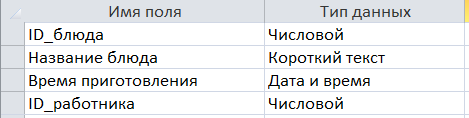 Имя поля Тип данных
ID_блюда Числовой
Название блюда Короткий текст
Время приготовления Дата и время
ID_работника Числовой